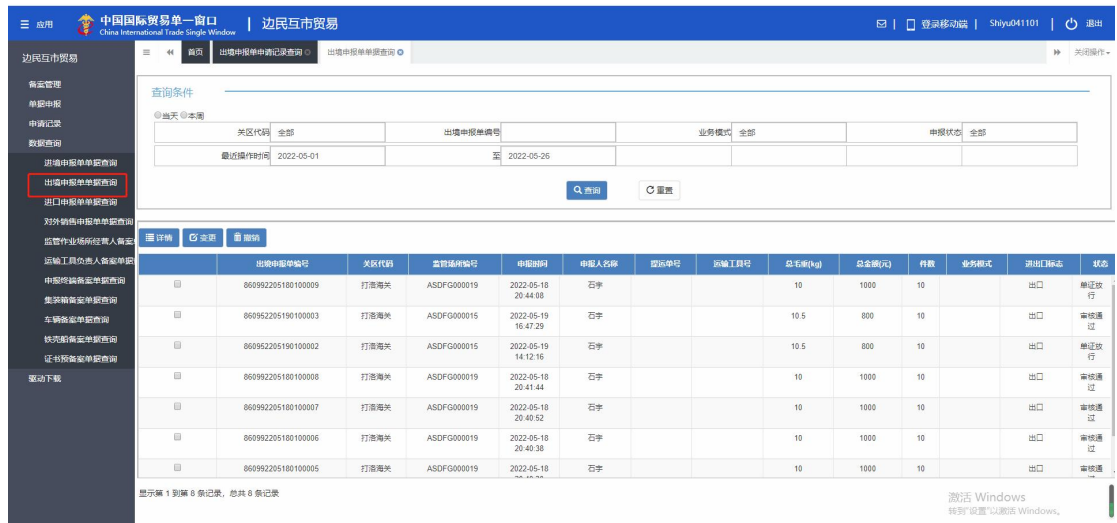 应用 中国国际贸易单一窗口 | 边民互市贸易 | 登录移动端 | Shiyu041101 | 退出
China International Trade Single Window
边民互市贸易 首页 出境申报单申请记录查询 出境申报单单据查询 关闭操作
备案管理
单据申报
申请记录
数据查询
进境申报单单据查询
出境申报单单据查询
进口申报单单据查询
对外销售申报单单据查询
监管作业场所经营人备案
运输工具负责人备案单据
申报终端备案单据查询
集装箱备案单据查询
车辆备案单据查询
铁壳船备案单据查询
证书预备案单据查询
驱动下载
查询条件
当天 本周
关区代码 全部 出境申报单编号 业务模式 全部 申报状态 全部
最近操作时间 2022-05-01 至 2022-05-26
查询 重置
详情 变更 撤销
出境申报单编号 关区代码 监管场所编号 申报时间 申报人名称 提运单号 运输工具号 总毛重(kg) 总金额(元) 件数 业务模式 进出口标志 状态
860992205180100009 打洛海关 ASDFG000019 2022-05-18 20:44:08 石宇 10 1000 10 出口 单证放行
860952205190100003 打洛海关 ASDFG000015 2022-05-19 16:47:29 石宇 10.5 800 10 出口 审核通过
860952205190100002 打洛海关 ASDFG000015 2022-05-19 14:12:16 石宇 10.5 800 10 出口 单证放行
860992205180100008 打洛海关 ASDFG000019 2022-05-18 20:41:44 石宇 10 1000 10 出口 审核通过
860992205180100007 打洛海关 ASDFG000019 2022-05-18 20:40:52 石宇 10 1000 10 出口 审核通过
860992205180100006 打洛海关 ASDFG000019 2022-05-18 20:40:38 石宇 10 1000 10 出口 审核通过
860992205180100005 打洛海关 ASDFG000019 2022-05-18 石宇 10 1000 10 出口 审核通
显示第 1 到第 8 条记录，总共 8 条记录
激活 Windows
转到"设置"以激活 Windows。